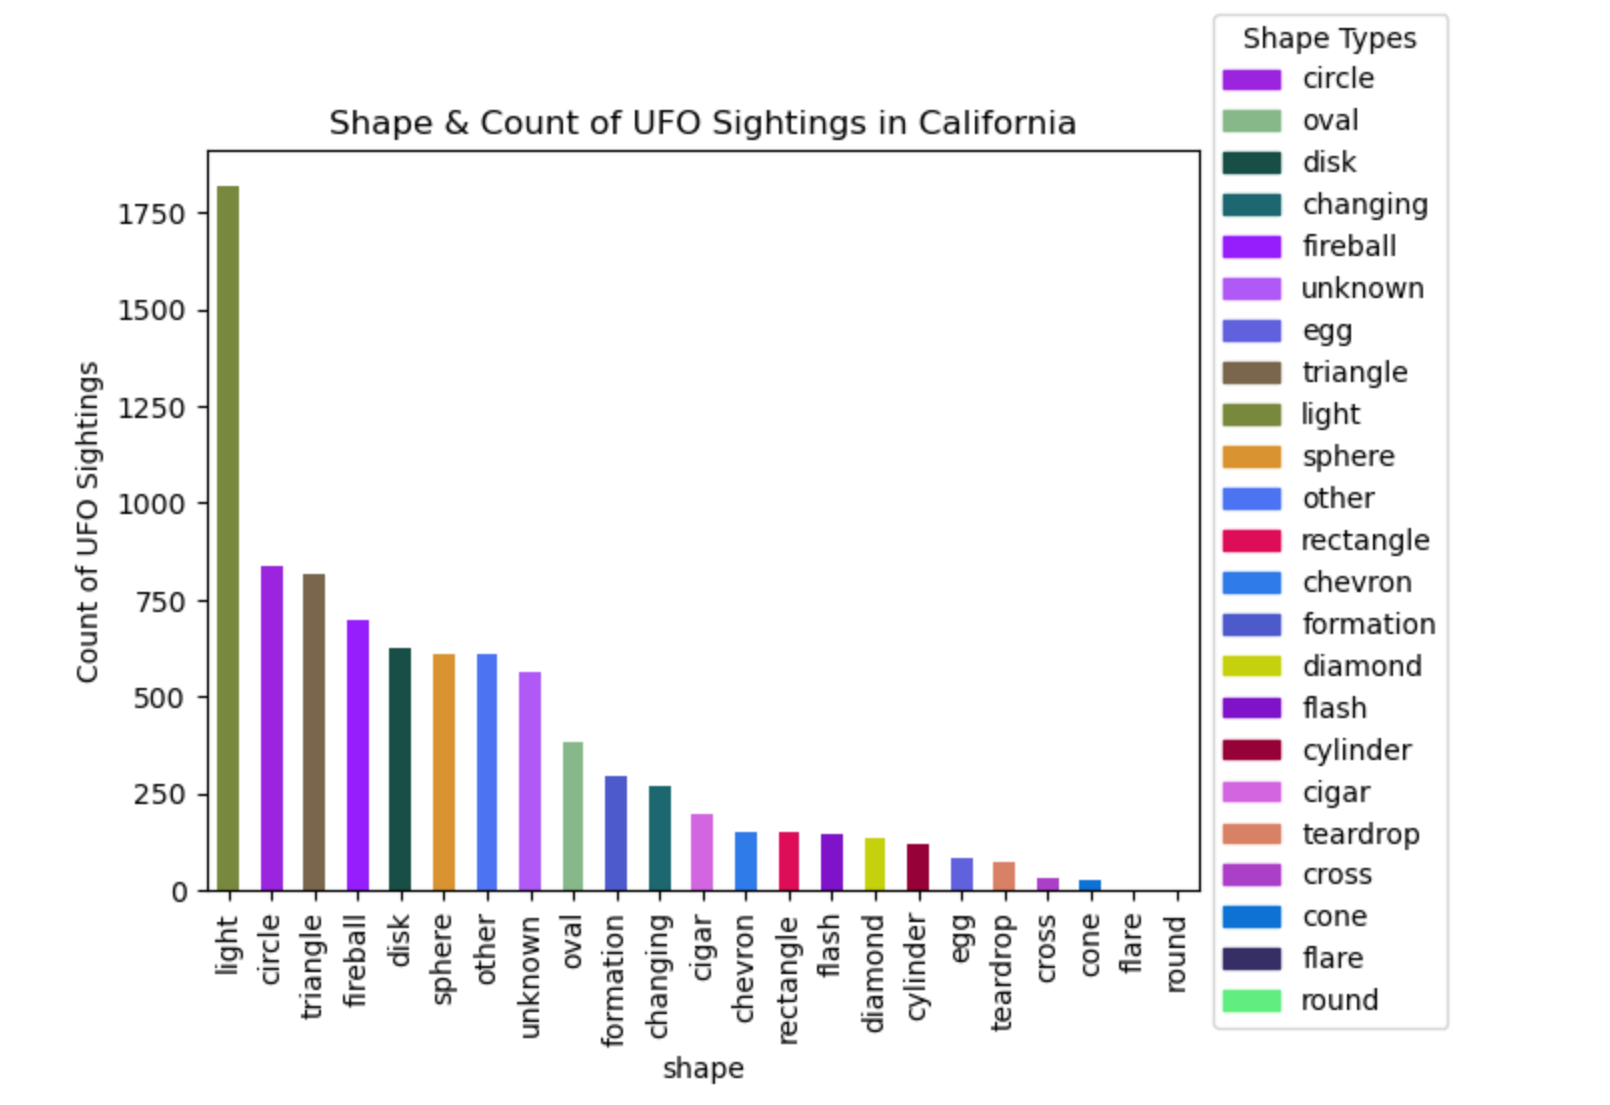 Shape & Count of UFO Sightings in California
Count of UFO Sightings
1750
1500
1250
1000
750
500
250
0
light
circle
triangle
fireball
disk
sphere
other
unknown
oval
formation
changing
cigar
chevron
rectangle
flash
diamond
cylinder
egg
teardrop
cross
cone
flare
round
shape
Shape Types
circle
oval
disk
changing
fireball
unknown
egg
triangle
light
sphere
other
rectangle
chevron
formation
diamond
flash
cylinder
cigar
teardrop
cross
cone
flare
round